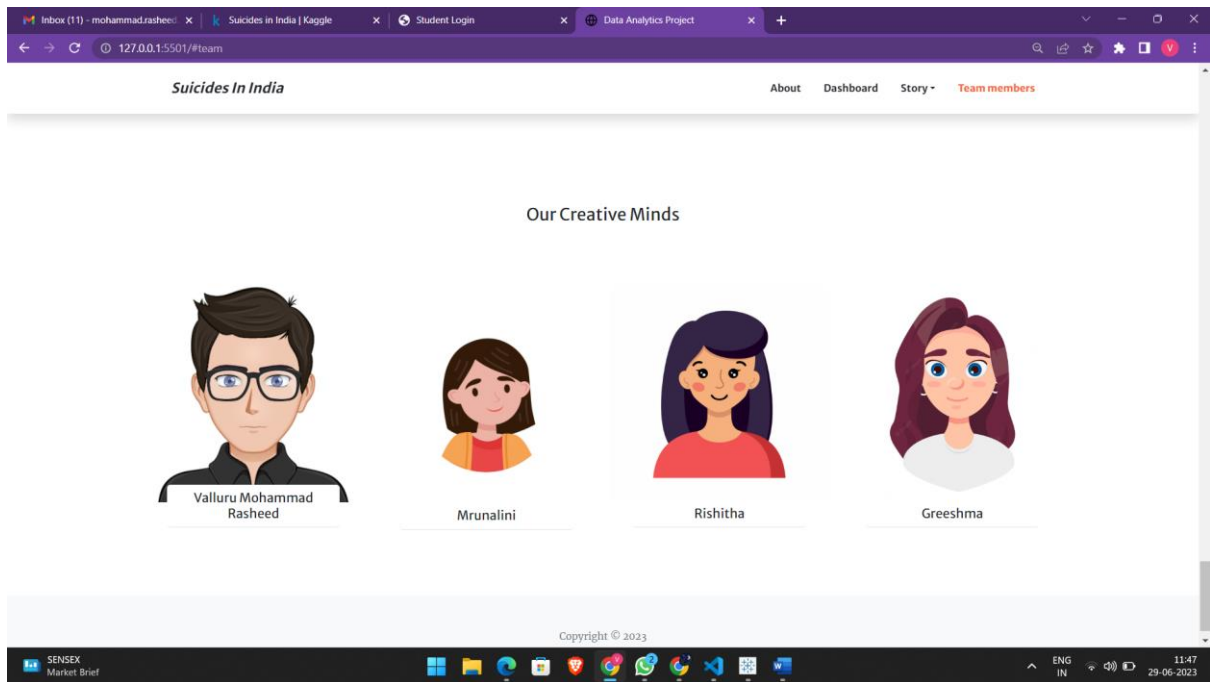 Inbox (11) - mohammad.rasheed.
Suicides in India | Kaggle
Student Login
Data Analytics Project
127.0.0.1:5501/#team
V
Suicides In India
About
Dashboard
Story
Team members
Our Creative Minds
Valluru Mohammad
Rasheed
Mrunalini
Rishitha
Greeshma
Copyright © 2023
SENSEX
Market Brief
ENG
IN
11:47
29-06-2023